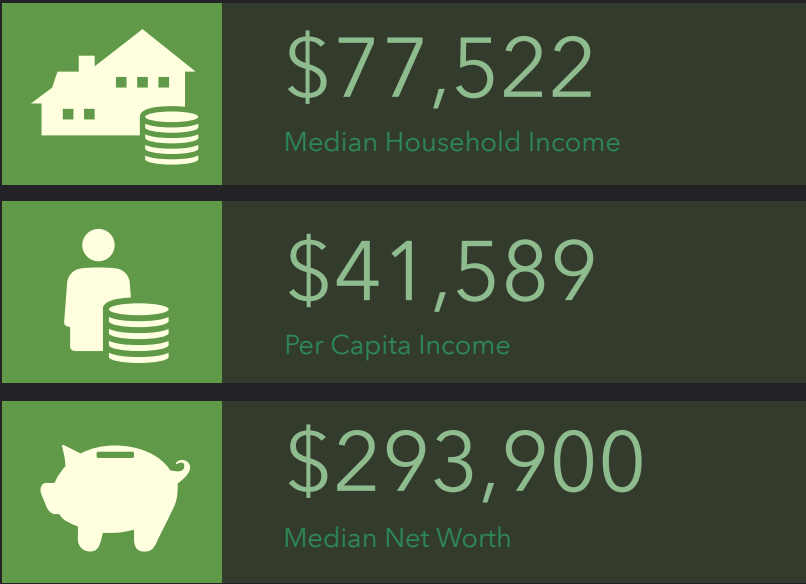 $77,522
Median Household Income
$41,589
Per Capita Income
$293,900
Median Net Worth